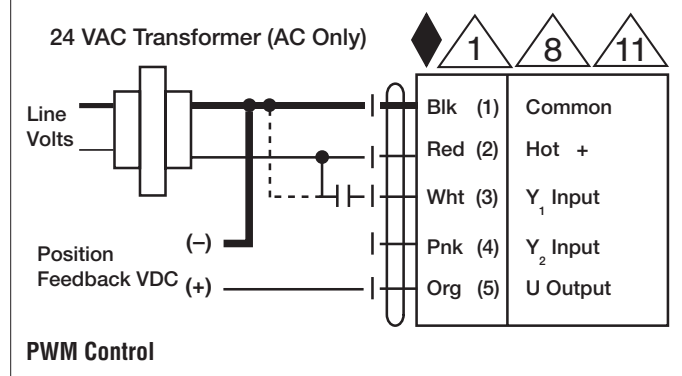 24 VAC Transformer (AC Only)
1
8
11
Line
Volts
Blk (1) Common
Red (2) Hot +
Wht (3) Y1 Input
Pnk (4) Y2 Input
Org (5) U Output
Position
Feedback VDC
(–)
(+)
PWM Control